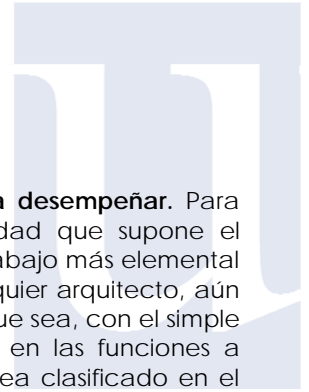 a desempeñar. Para
dad que supone el
abajo más elemental
quier arquitecto, aún
ue sea, con el simple
en las funciones a
ea clasificado en el